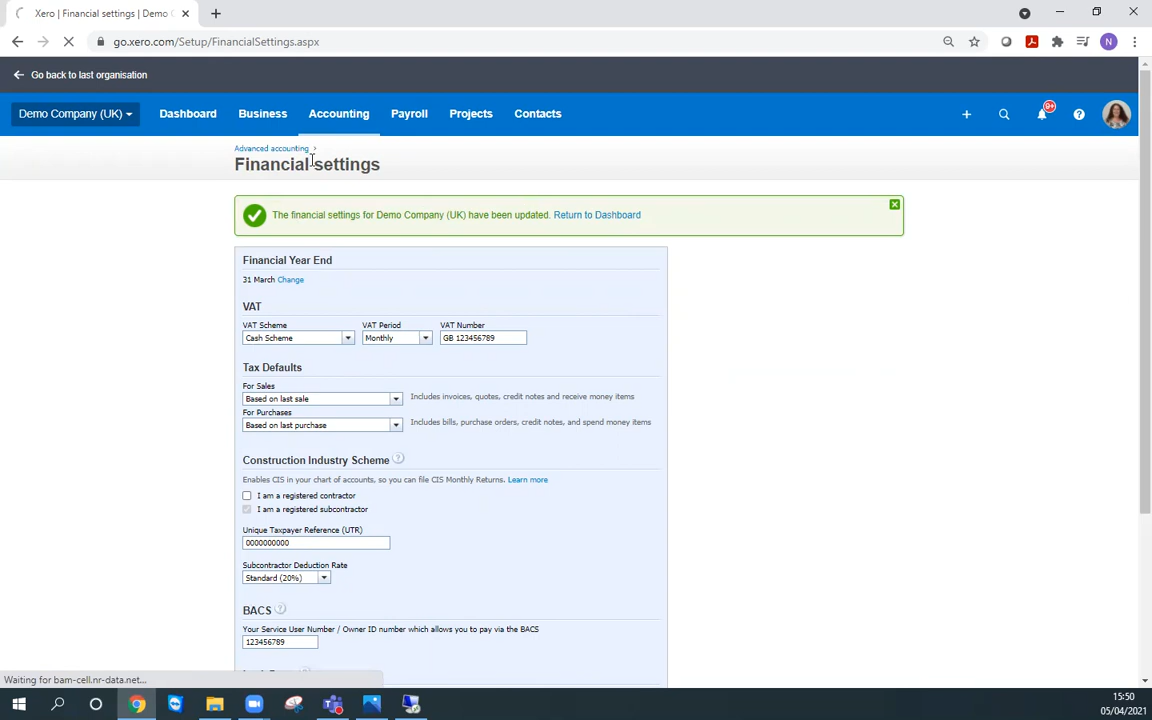 Xero | Financial settings | Demo C
go.xero.com/Setup/FinancialSettings.aspx
N
Go back to last organisation
Demo Company (UK)
Dashboard
Business
Accounting
Payroll
Projects
Contacts
9+
Advanced accounting >
Financial settings
The financial settings for Demo Company (UK) have been updated. Return to Dashboard
Financial Year End
31 March Change
VAT
VAT Scheme VAT Period VAT Number
Cash Scheme Monthly GB 123456789
Tax Defaults
For Sales
Based on last sale Includes invoices, quotes, credit notes and receive money items
For Purchases
Based on last purchase Includes bills, purchase orders, credit notes, and spend money items
Construction Industry Scheme ?
Enables CIS in your chart of accounts, so you can file CIS Monthly Returns. Learn more
I am a registered contractor
I am a registered subcontractor
Unique Taxpayer Reference (UTR)
0000000000
Subcontractor Deduction Rate
Standard (20%)
BACS ?
Your Service User Number / Owner ID number which allows you to pay via the BACS
123456789
Waiting for bam-cell.nr-data.net...
15:50
05/04/2021